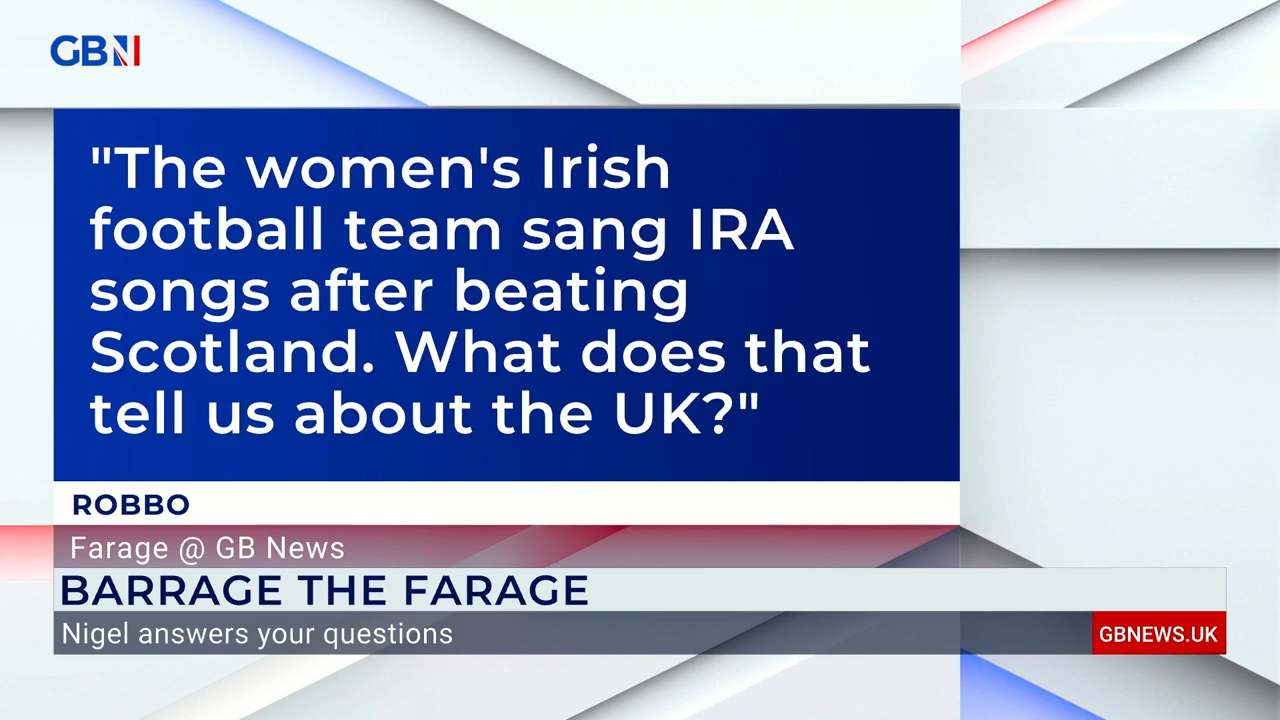 GBN
"The women's Irish
football team sang IRA
songs after beating
Scotland. What does that
tell us about the UK?"
ROBBO
Farage @ GB News
BARRAGE THE FARAGE
Nigel answers your questions
GBNEWS.UK